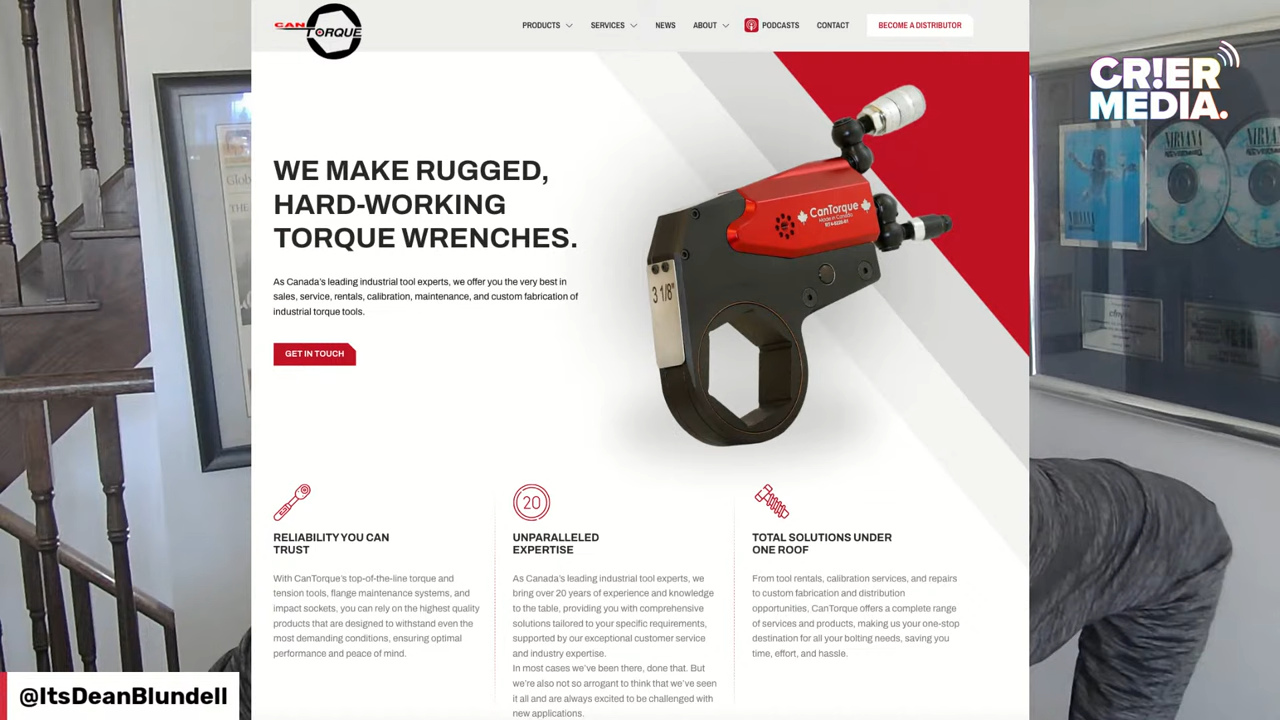 CAN
TORQUE
PRODUCTS
SERVICES
NEWS
ABOUT
PODCASTS
CONTACT
BECOME A DISTRIBUTOR
CR!ER
MEDIA.
WE MAKE RUGGED,
HARD-WORKING
TORQUE WRENCHES.
As Canada's leading industrial tool experts, we offer you the very best in
sales, service, rentals, calibration, maintenance, and custom fabrication of
industrial torque tools.
GET IN TOUCH
CanTorque
Made in Canada
3 1/8"
Glob
THE
NIRVANA
NIRVANA
NIRVANA
20
RELIABILITY YOU CAN
TRUST
With CanTorque's top-of-the-line torque and
tension tools, flange maintenance systems, and
impact sockets, you can rely on the highest quality
products that are designed to withstand even the
most demanding conditions, ensuring optimal
performance and peace of mind.
UNPARALLELED
EXPERTISE
As Canada's leading industrial tool experts, we
bring over 20 years of experience and knowledge
to the table, providing you with comprehensive
solutions tailored to your specific requirements,
supported by our exceptional customer service
and industry expertise.
In most cases we've been there, done that. But
we're also not so arrogant to think that we've seen
it all and are always excited to be challenged with
new applications.
TOTAL SOLUTIONS UNDER
ONE ROOF
From tool rentals, calibration services, and repairs
to custom fabrication and distribution
opportunities, CanTorque offers a complete range
of services and products, making us your one-stop
destination for all your bolting needs, saving you
time, effort, and hassle.
@ItsDeanBlundell